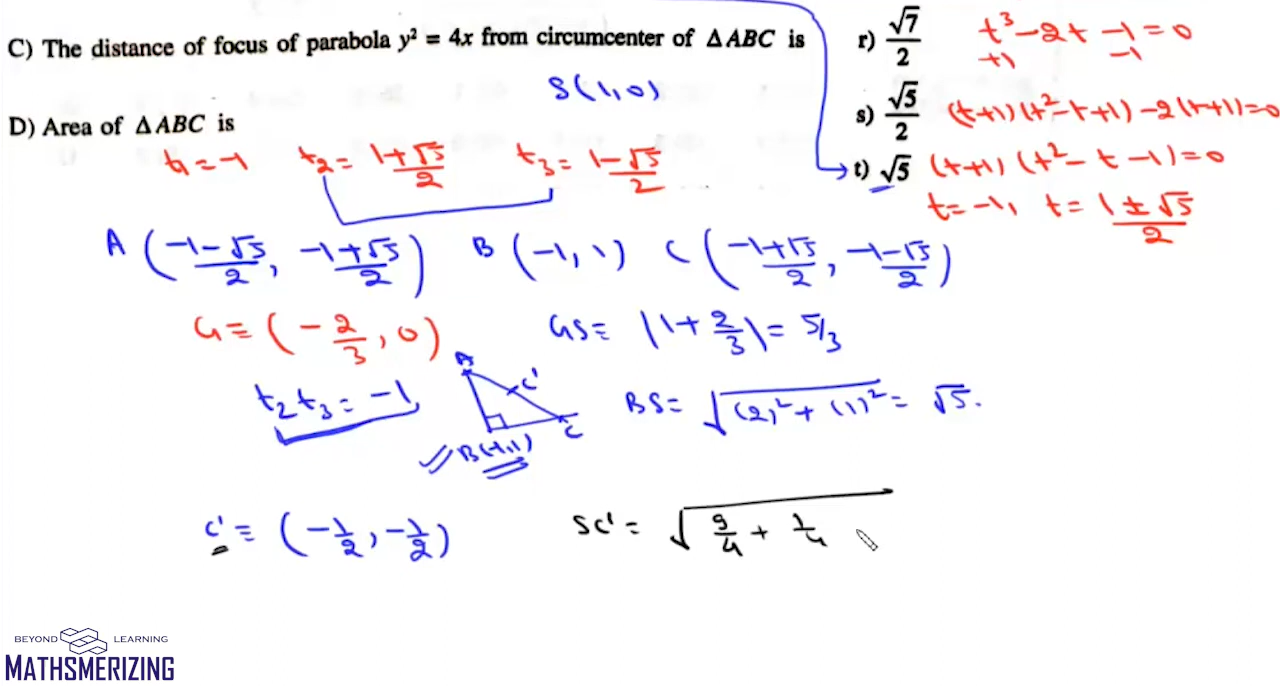 C) The distance of focus of parabola y² = 4x from circumcenter of ΔABC is
r) √7/2
t³ - 2t - 1 = 0
+1 -1
S(1, 0)
s) √5/2
(t+1)(t² - t + 1) - 2(t+1) = 0
D) Area of ΔABC is
t₁ = -1 t₂ = (1+√5)/2 t₃ = (1-√5)/2
t) √5
(t+1)(t² - t - 1) = 0
t = -1, t = (1±√5)/2
A ((-1-√5)/2, (-1+√5)/2) B (-1, 1) C ((-1+√5)/2, (-1-√5)/2)
G ≡ (-2/3, 0) GS = |1 + 2/3| = 5/3
t₂t₃ = -1
A
C'
C
B(-1,1)
BS = √((2)² + (1)²) = √5.
C' ≡ (-1/2, -1/2) SC' = √(9/4 + 1/4
BEYOND LEARNING
MATHSMERIZING